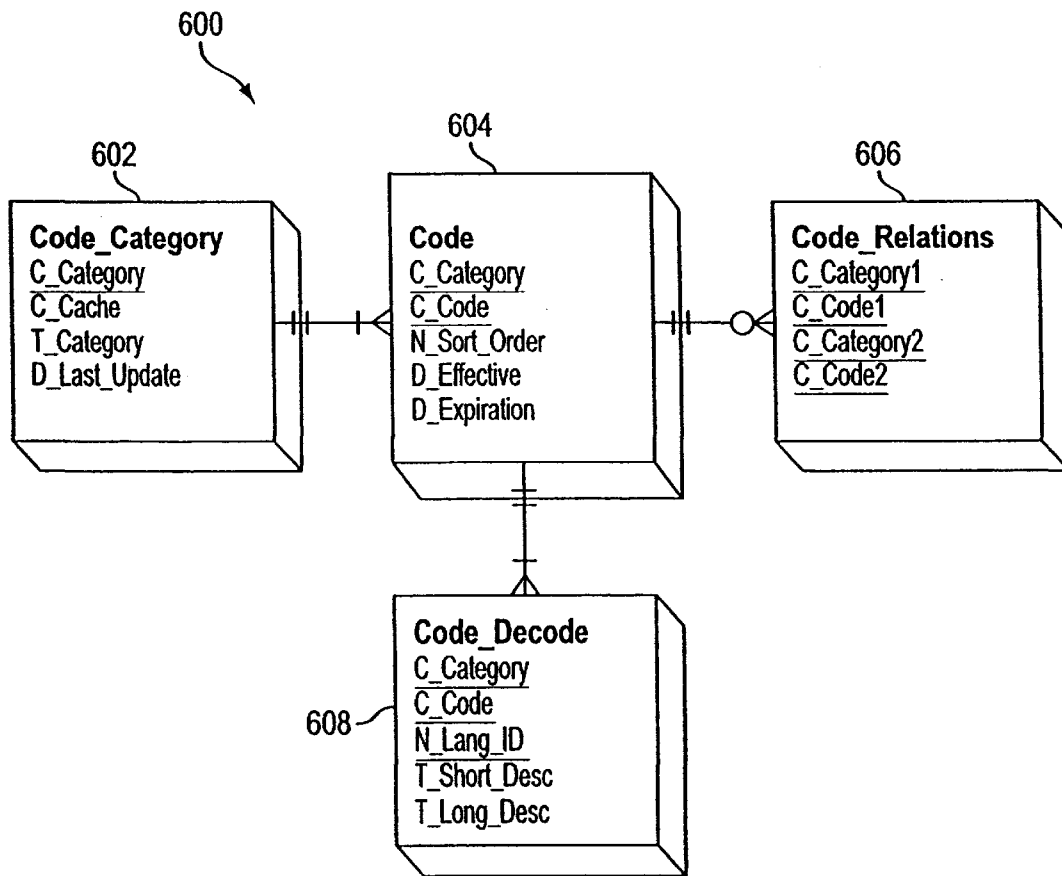 600
602
Code_Category
C_Category
C_Cache
T_Category
D_Last_Update
604
Code
C_Category
C_Code
N_Sort_Order
D_Effective
D_Expiration
606
Code_Relations
C_Category1
C_Code1
C_Category2
C_Code2
608
Code_Decode
C_Category
C_Code
N_Lang_ID
T_Short_Desc
T_Long_Desc